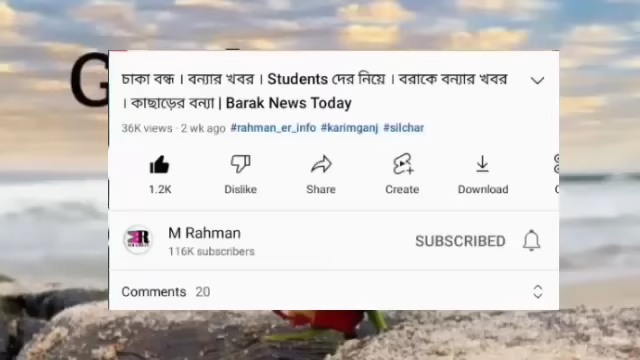 চাকা বন্ধ । বন্যার খবর । Students দের নিয়ে । বরাকে বন্যার খবর
। কাছাড়ের বন্যা | Barak News Today
36K views · 2 wk ago #rahman_er_info #karimganj #silchar
1.2K Dislike Share Create Download
M Rahman
116K subscribers
SUBSCRIBED
Comments 20